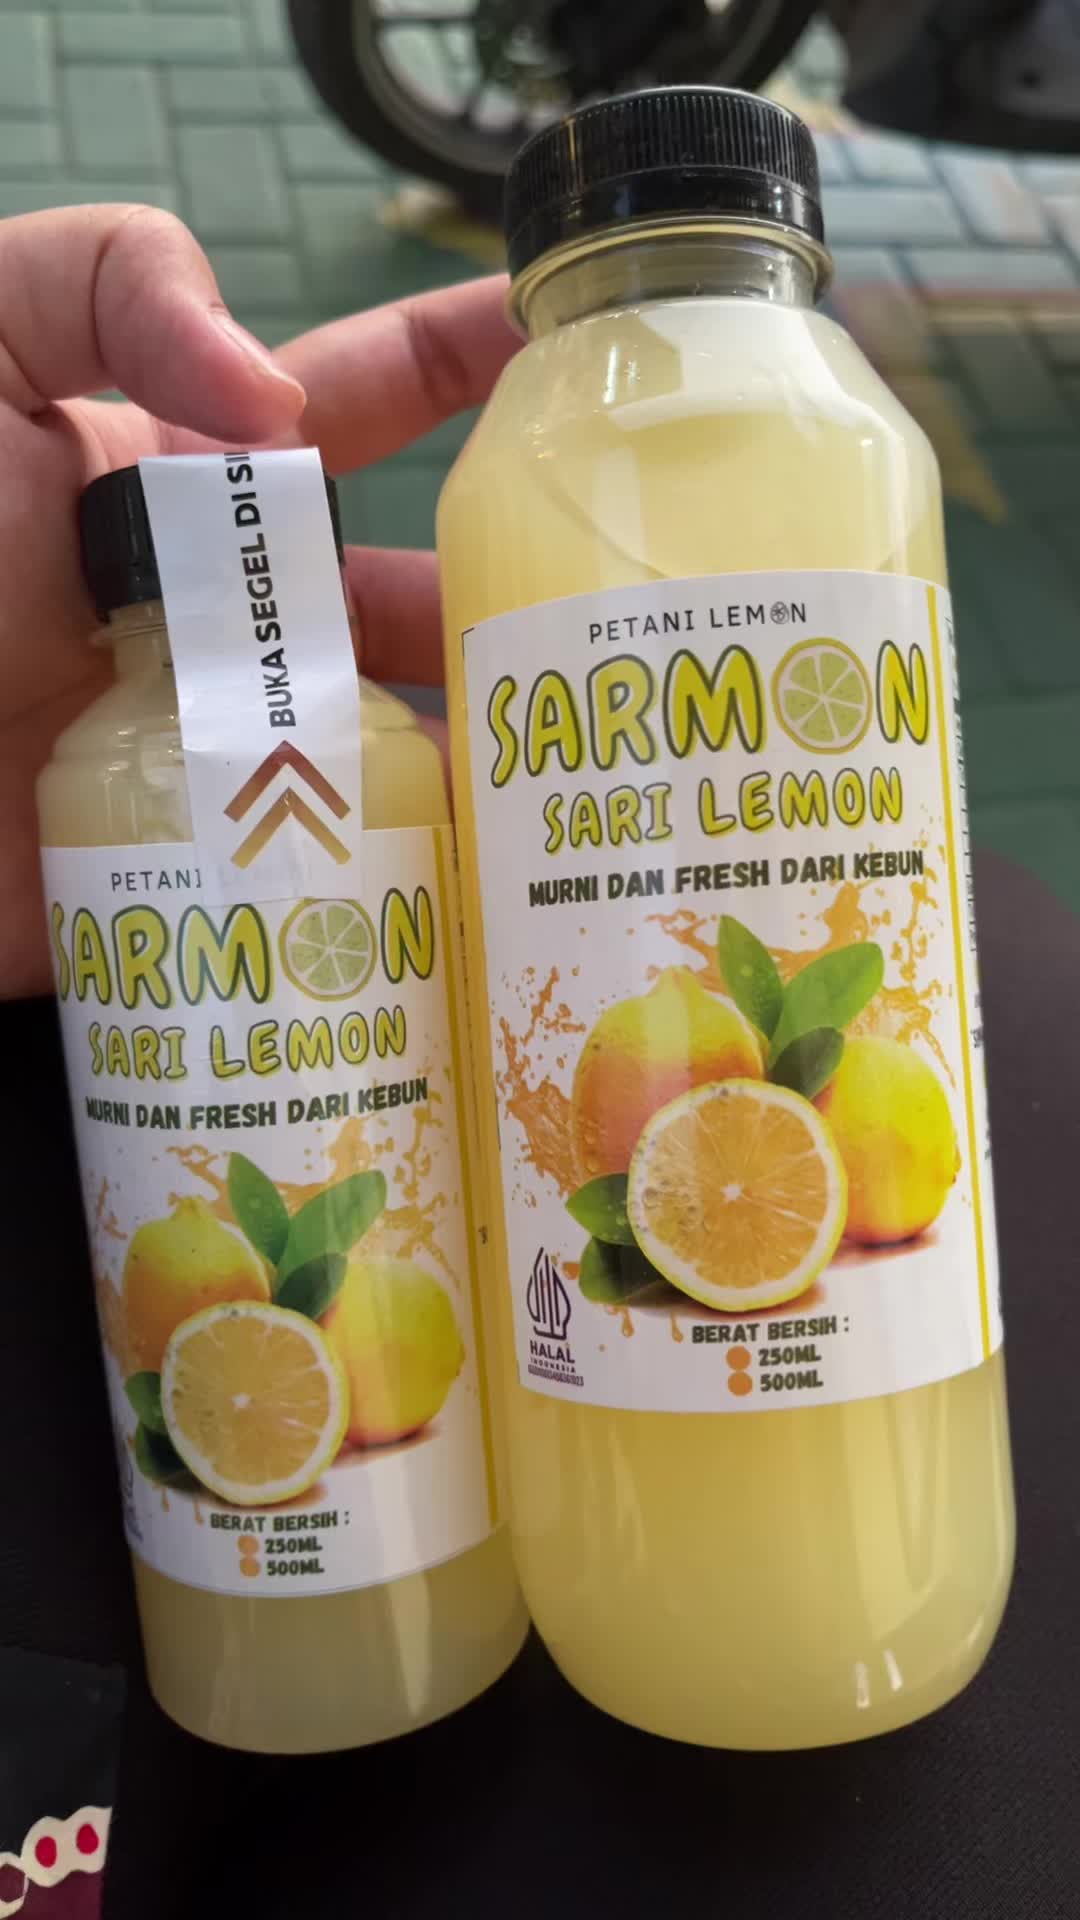 BUKA SEGEL DI
PETANI
SARMON
SARI LEMON
MURNI DAN FRESH DARI KEBUN
BERAT BERSIH :
250ML
500ML
PETANI LEMON
SARMON
SARI LEMON
MURNI DAN FRESH DARI KEBUN
HALAL
INDONESIA
BERAT BERSIH :
250ML
500ML